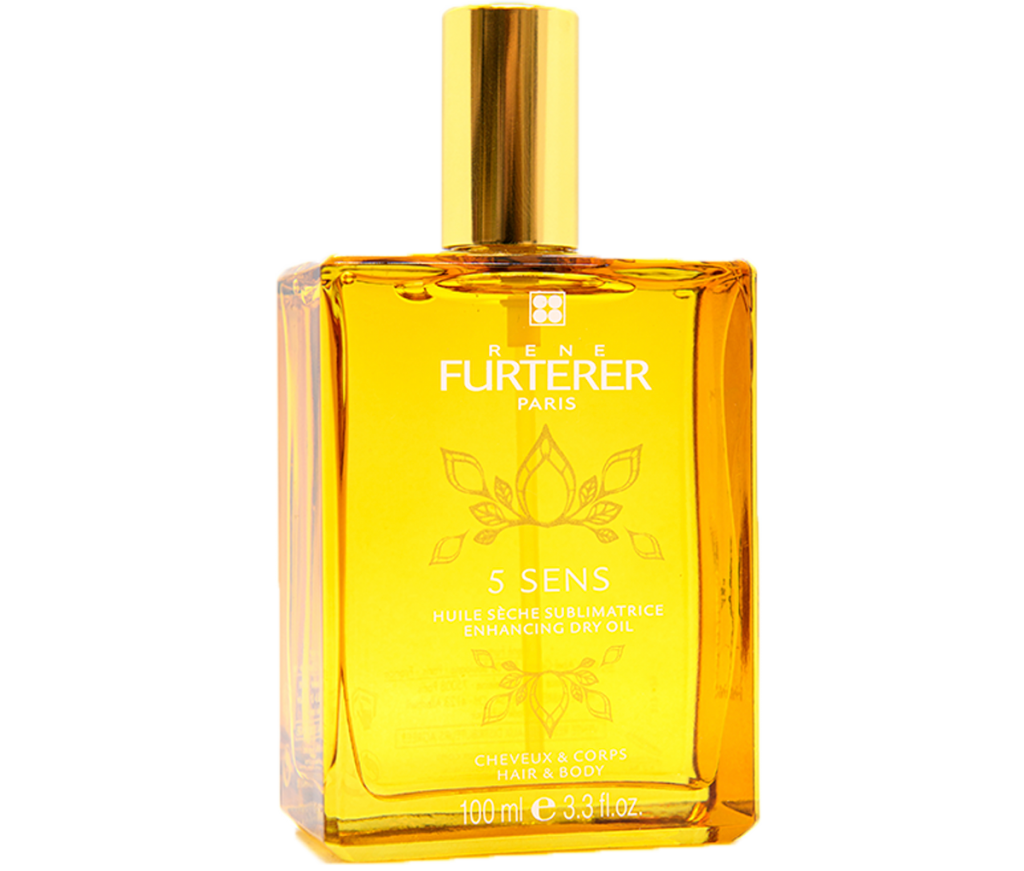 RENE
FURTERER
PARIS
5 SENS
HUILE SÈCHE SUBLIMATRICE
ENHANCING DRY OIL
CHEVEUX & CORPS
HAIR & BODY
100 ml e 3.3 fl.oz.